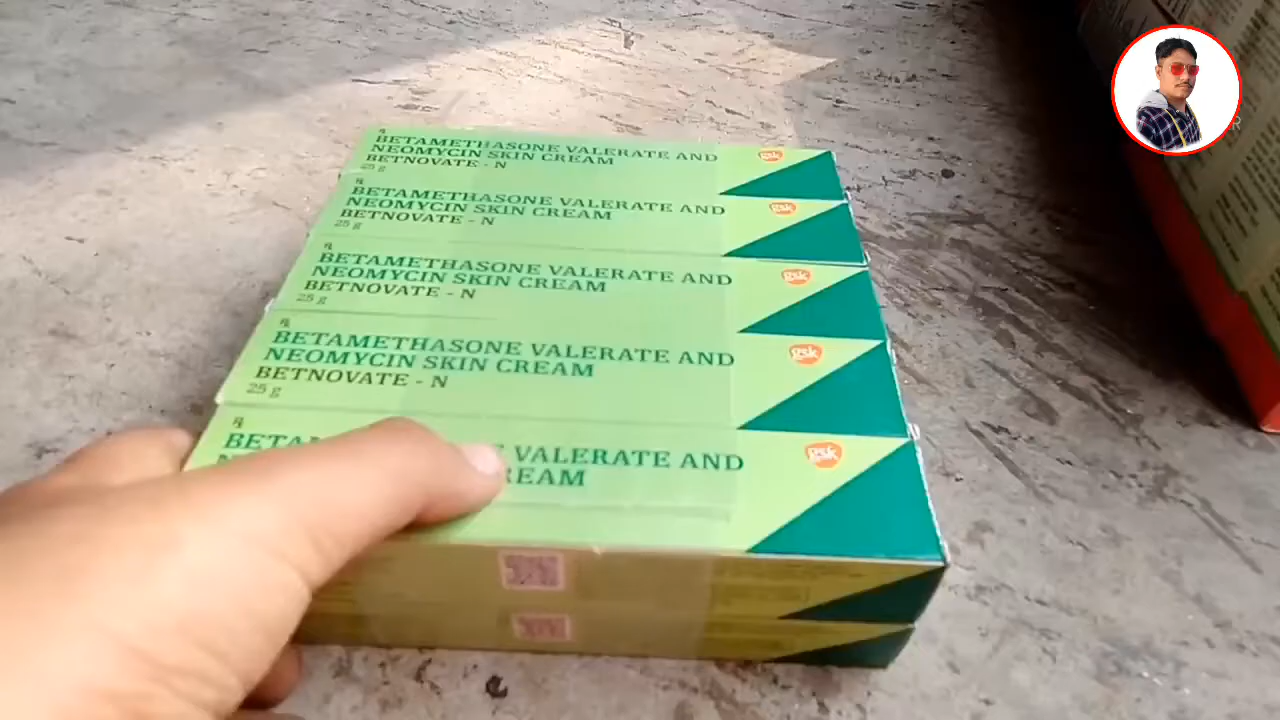 ℞
BETAMETHASONE VALERATE AND
NEOMYCIN SKIN CREAM
BETNOVATE - N
25 g
gsk
℞
BETAMETHASONE VALERATE AND
NEOMYCIN SKIN CREAM
BETNOVATE - N
25 g
gsk
℞
BETAMETHASONE VALERATE AND
NEOMYCIN SKIN CREAM
BETNOVATE - N
25 g
gsk
℞
BETAMETHASONE VALERATE AND
NEOMYCIN SKIN CREAM
BETNOVATE - N
25 g
gsk
℞
VALERATE AND
CREAM
gsk